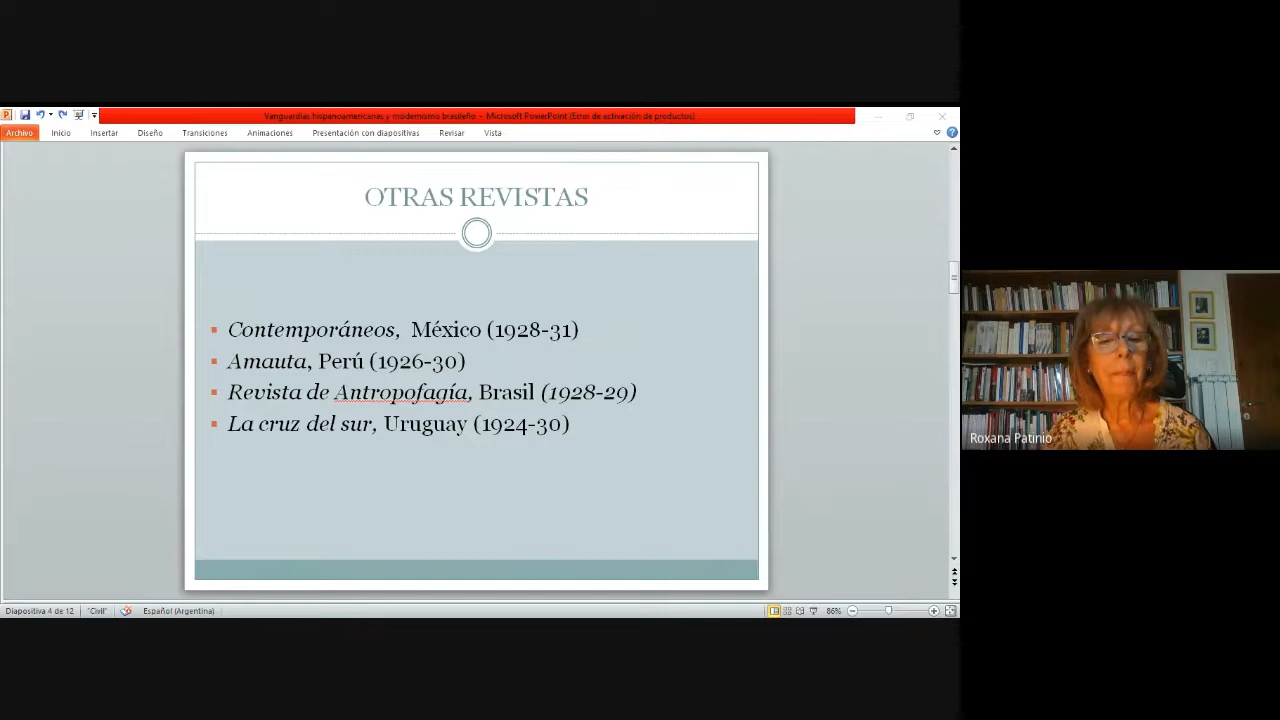 Vanguardias hispanoamericanas y modernismo brasileño - Microsoft PowerPoint (Error de activación de productos)
Archivo Inicio Insertar Diseño Transiciones Animaciones Presentación con diapositivas Revisar Vista
OTRAS REVISTAS
Contemporáneos, México (1928-31)
Amauta, Perú (1926-30)
Revista de Antropofagía, Brasil (1928-29)
La cruz del sur, Uruguay (1924-30)
Roxana Patinio
Diapositiva 4 de 12 "Civil" Español (Argentina) 86%